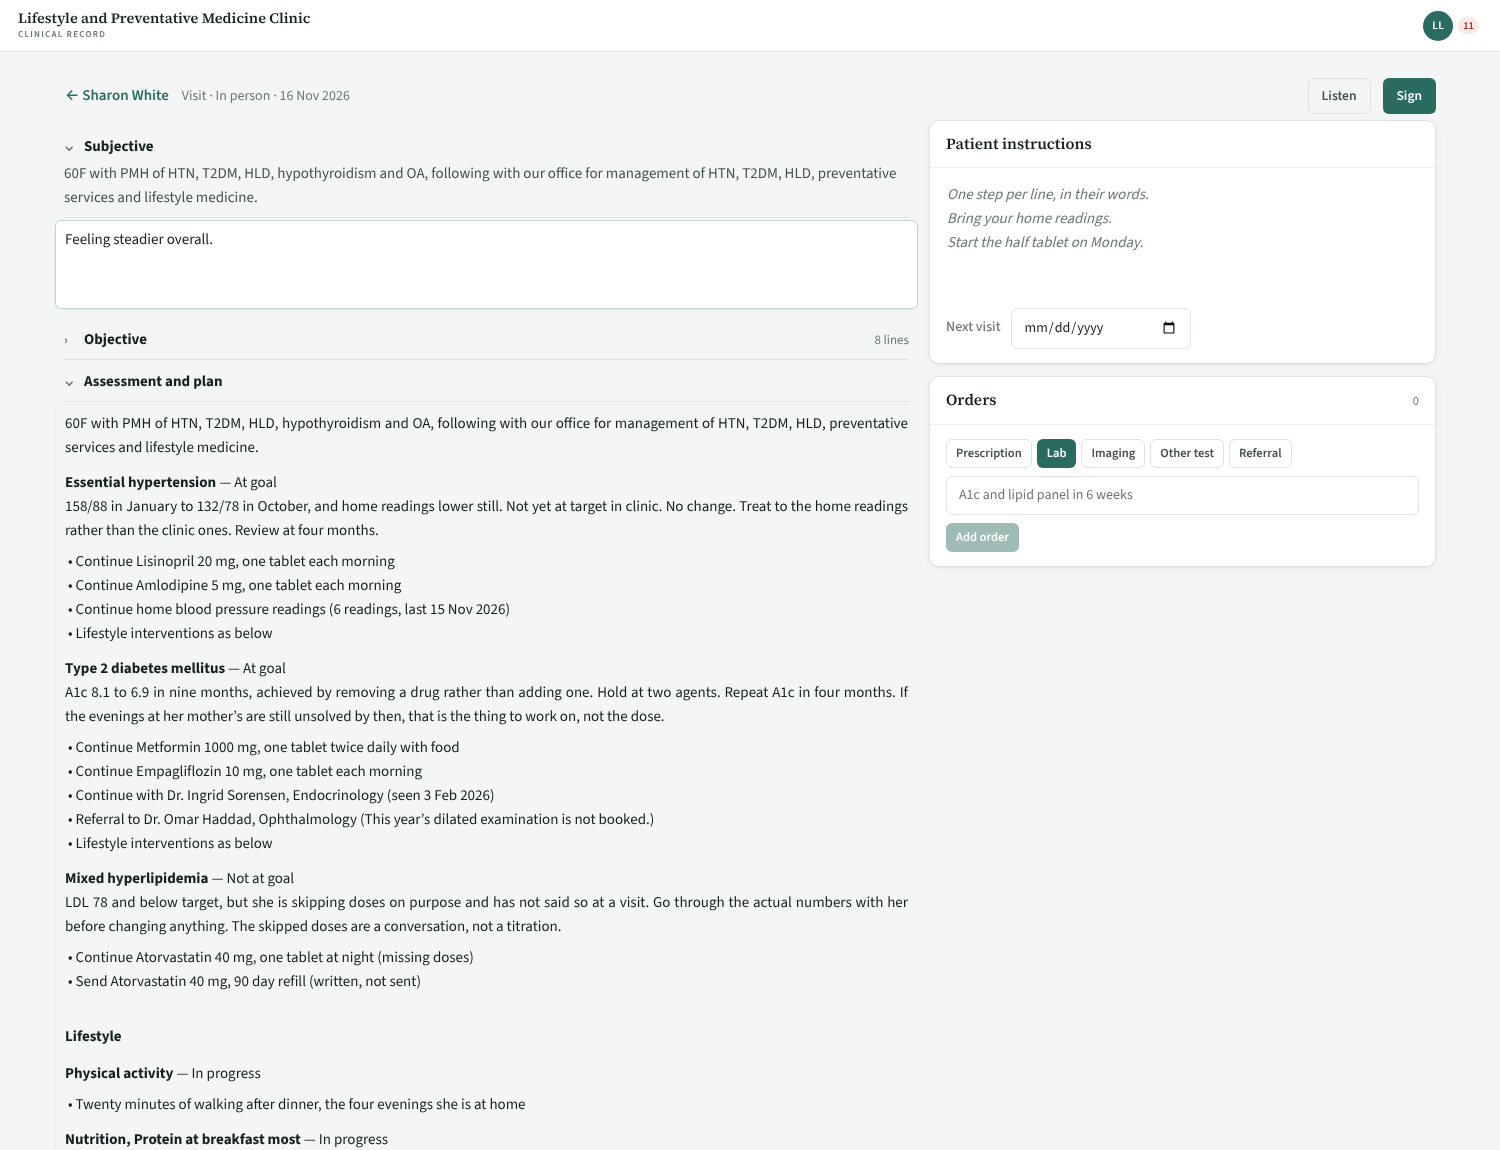 Lifestyle and Preventative Medicine Clinic
CLINICAL RECORD
LL
11
← Sharon White
Visit · In person · 16 Nov 2026
Listen
Sign
Subjective
60F with PMH of HTN, T2DM, HLD, hypothyroidism and OA, following with our office for management of HTN, T2DM, HLD, preventative
services and lifestyle medicine.
Feeling steadier overall.
Objective
8 lines
Assessment and plan
60F with PMH of HTN, T2DM, HLD, hypothyroidism and OA, following with our office for management of HTN, T2DM, HLD, preventative
services and lifestyle medicine.
Essential hypertension — At goal
158/88 in January to 132/78 in October, and home readings lower still. Not yet at target in clinic. No change. Treat to the home readings
rather than the clinic ones. Review at four months.
• Continue Lisinopril 20 mg, one tablet each morning
• Continue Amlodipine 5 mg, one tablet each morning
• Continue home blood pressure readings (6 readings, last 15 Nov 2026)
• Lifestyle interventions as below
Type 2 diabetes mellitus — At goal
A1c 8.1 to 6.9 in nine months, achieved by removing a drug rather than adding one. Hold at two agents. Repeat A1c in four months. If
the evenings at her mother’s are still unsolved by then, that is the thing to work on, not the dose.
• Continue Metformin 1000 mg, one tablet twice daily with food
• Continue Empagliflozin 10 mg, one tablet each morning
• Continue with Dr. Ingrid Sorensen, Endocrinology (seen 3 Feb 2026)
• Referral to Dr. Omar Haddad, Ophthalmology (This year’s dilated examination is not booked.)
• Lifestyle interventions as below
Mixed hyperlipidemia — Not at goal
LDL 78 and below target, but she is skipping doses on purpose and has not said so at a visit. Go through the actual numbers with her
before changing anything. The skipped doses are a conversation, not a titration.
• Continue Atorvastatin 40 mg, one tablet at night (missing doses)
• Send Atorvastatin 40 mg, 90 day refill (written, not sent)
Lifestyle
Physical activity — In progress
• Twenty minutes of walking after dinner, the four evenings she is at home
Nutrition, Protein at breakfast most — In progress
Patient instructions
One step per line, in their words.
Bring your home readings.
Start the half tablet on Monday.
Next visit
mm/dd/yyyy
Orders
0
Prescription
Lab
Imaging
Other test
Referral
A1c and lipid panel in 6 weeks
Add order